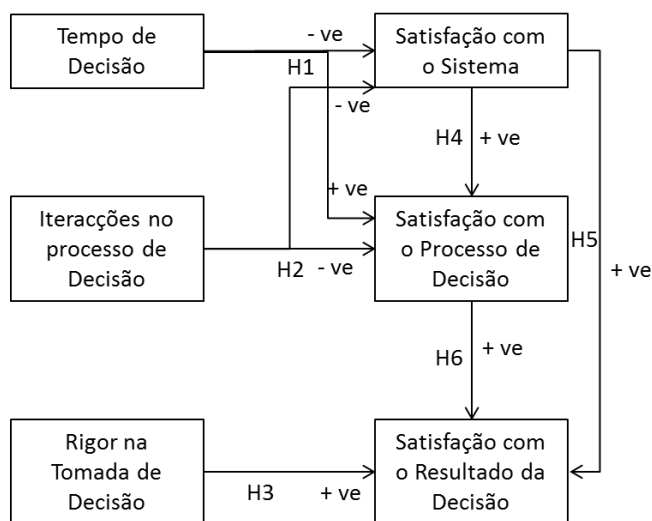 Tempo de
Decisão
- ve
H1
Satisfação com
o Sistema
- ve
H4
+ ve
Iteracções no
processo de
Decisão
+ ve
H2
- ve
Satisfação com
o Processo de
Decisão
H5
+ ve
H6
+ ve
Rigor na
Tomada de
Decisão
H3
+ ve
Satisfação com
o Resultado da
Decisão